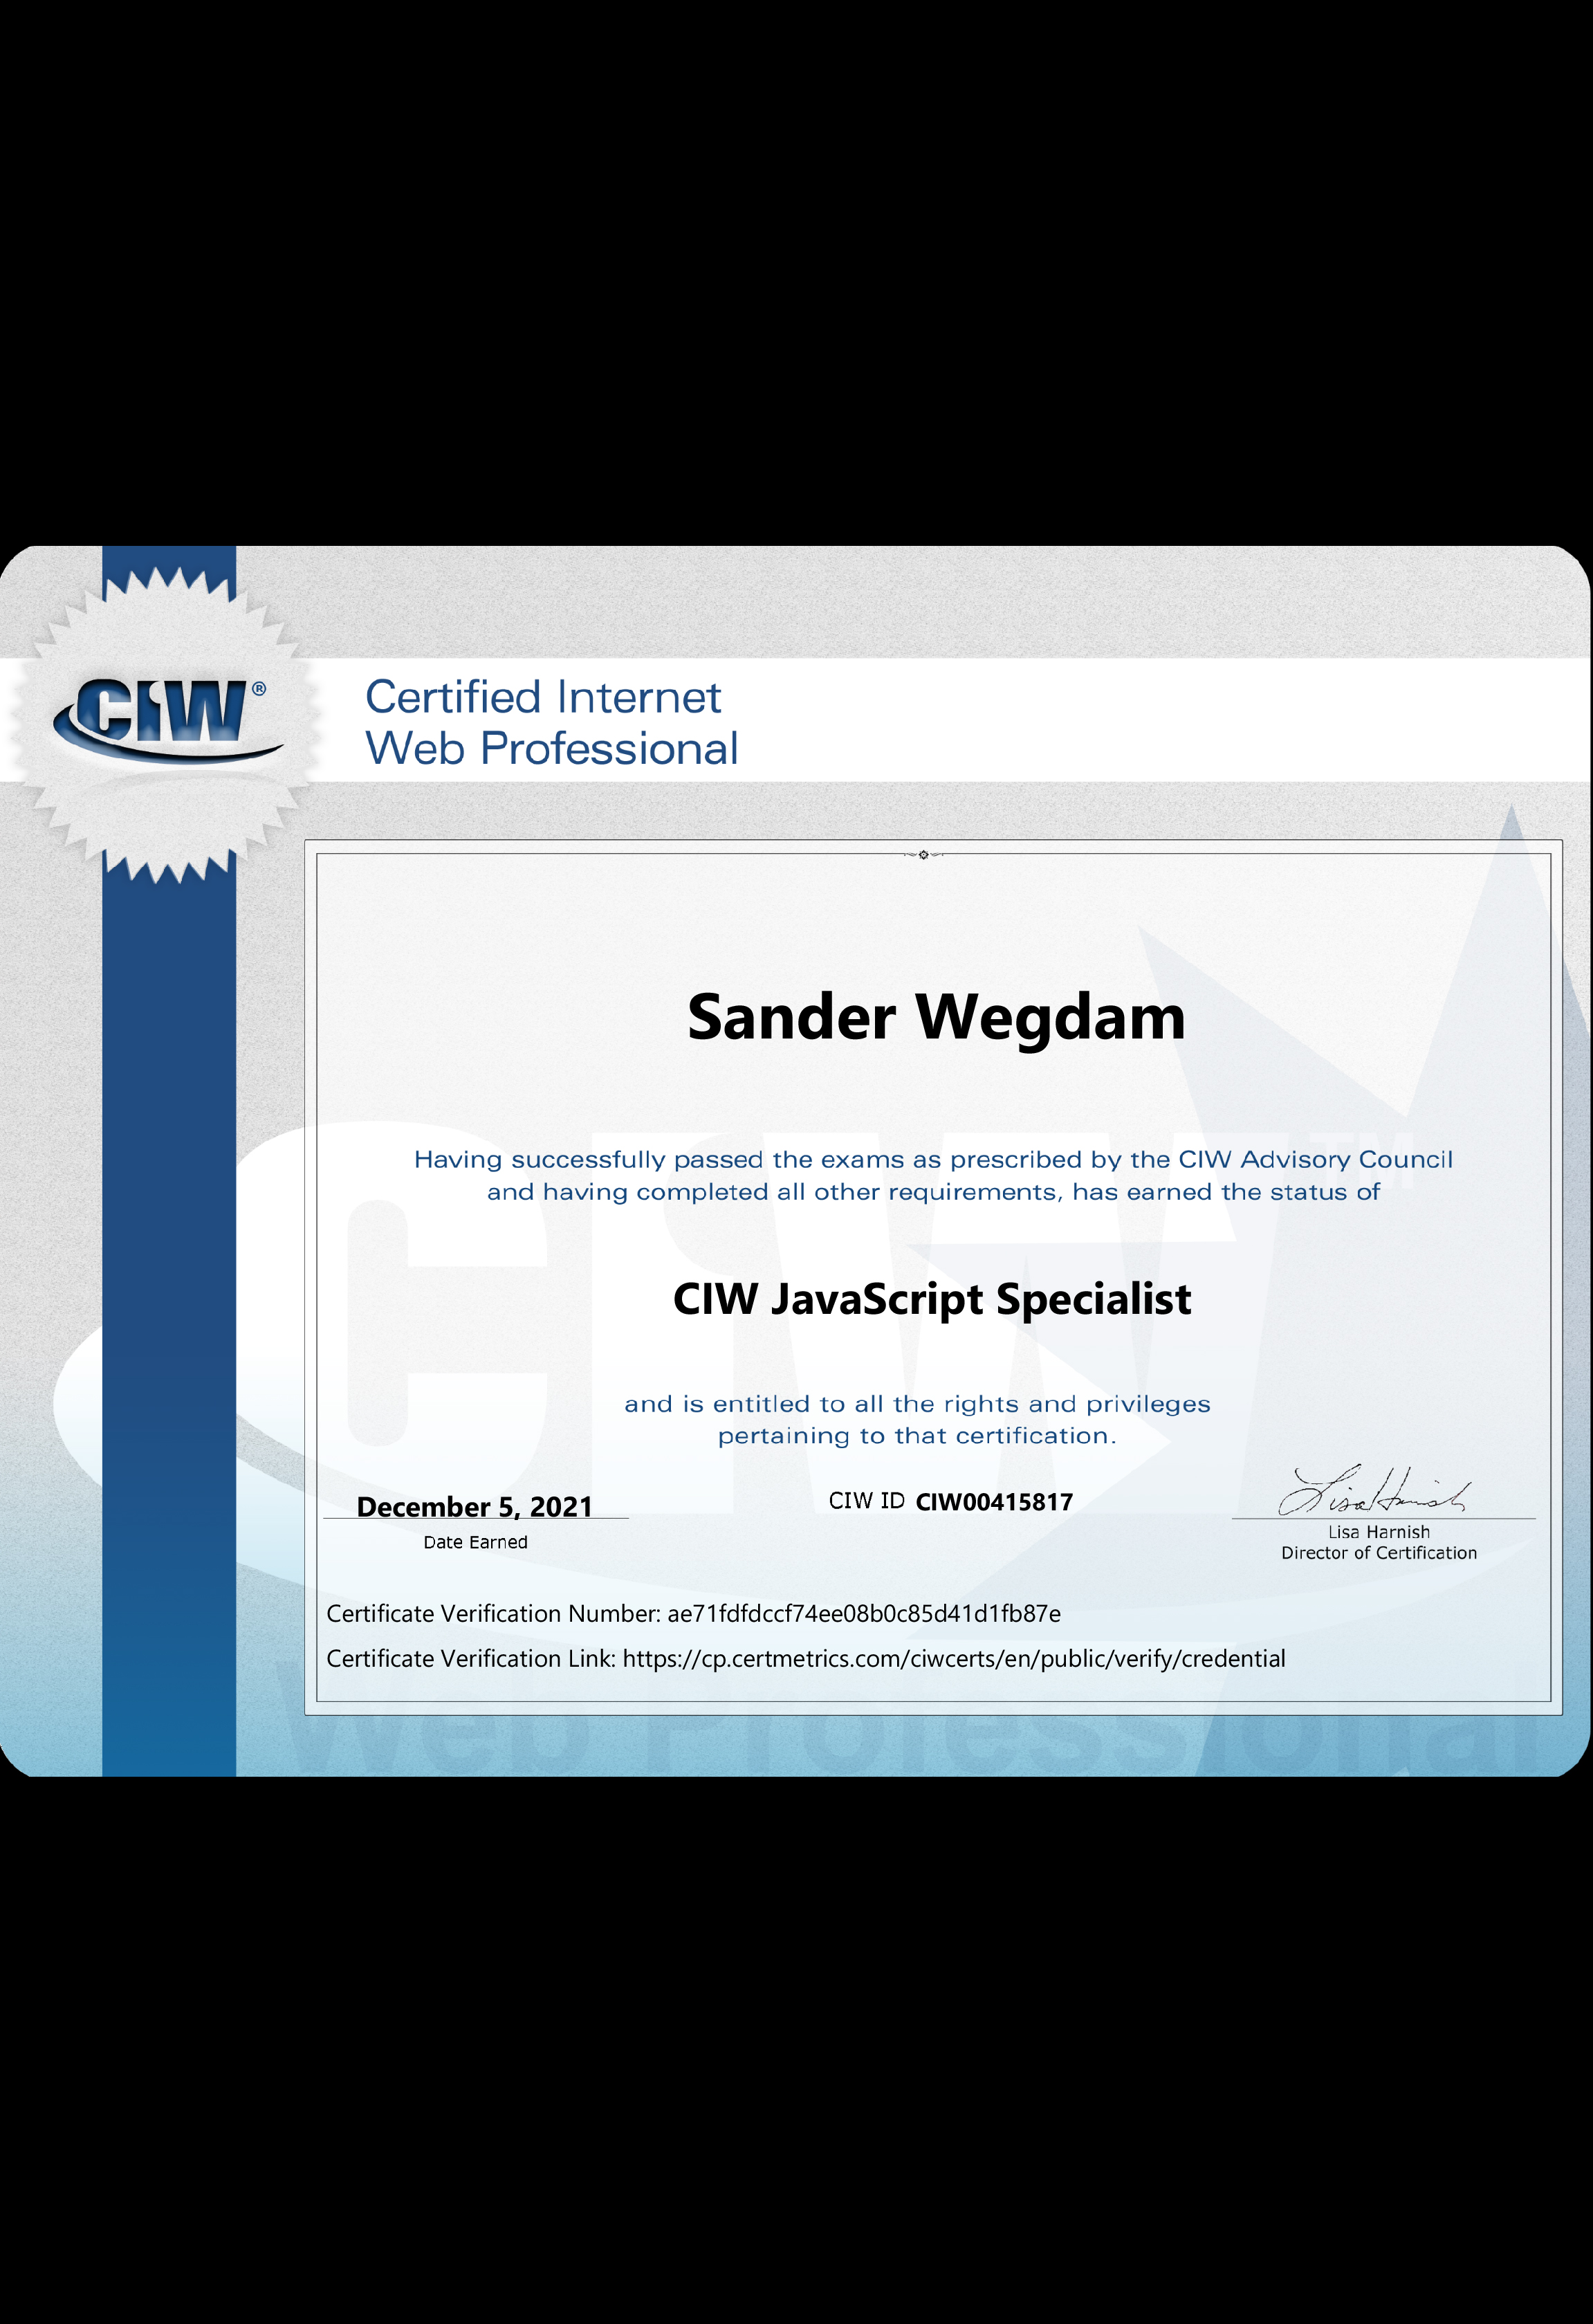 CIW®
Certified Internet
Web Professional
Sander Wegdam
Having successfully passed the exams as prescribed by the CIW Advisory Council
and having completed all other requirements, has earned the status of
CIW JavaScript Specialist
and is entitled to all the rights and privileges
pertaining to that certification.
December 5, 2021
Date Earned
CIW ID CIW00415817
Lisa Harnish
Lisa Harnish
Director of Certification
Certificate Verification Number: ae71fdfdccf74ee08b0c85d41d1fb87e
Certificate Verification Link: https://cp.certmetrics.com/ciwcerts/en/public/verify/credential
CIW TM
Web Professional